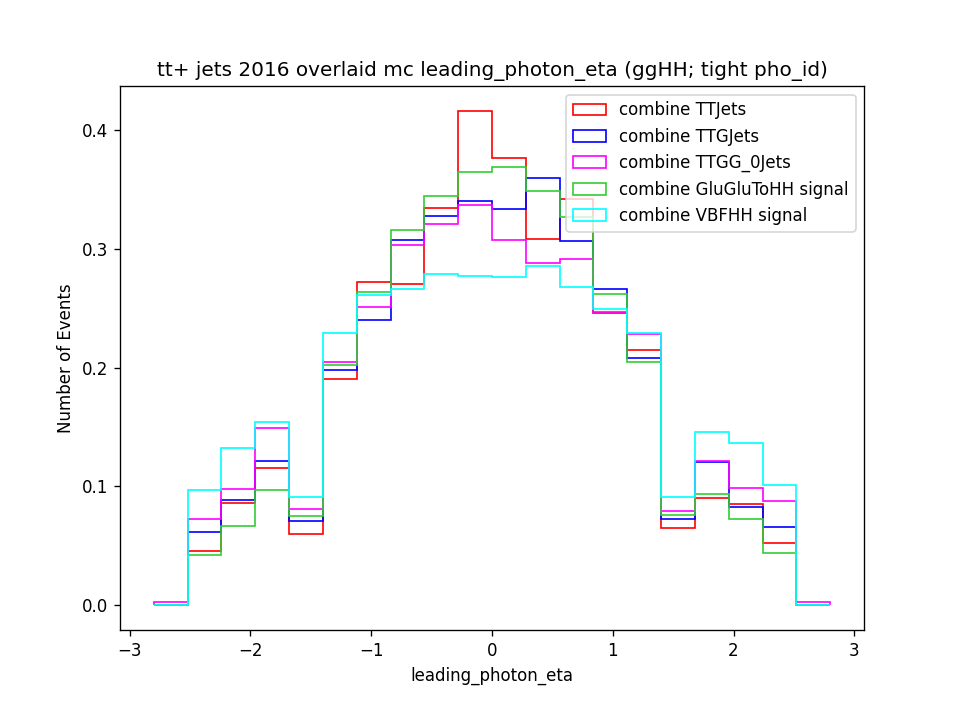 tt+ jets 2016 overlaid mc leading_photon_eta (ggHH; tight pho_id)
combine TTJets
combine TTGJets
combine TTGG_0Jets
combine GluGluToHH signal
combine VBFHH signal
Number of Events
0.4
0.3
0.2
0.1
0.0
−3
−2
−1
0
1
2
3
leading_photon_eta